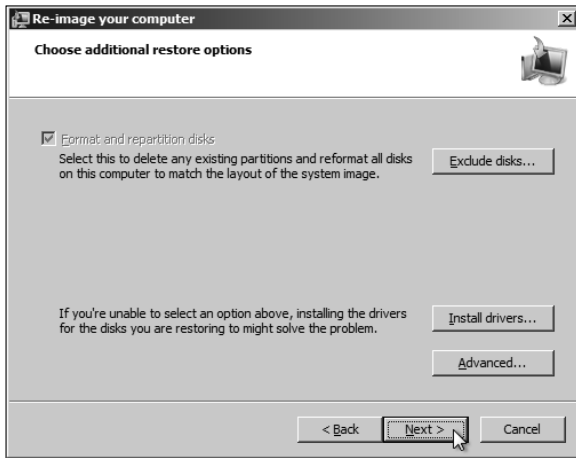 Re-image your computer
Choose additional restore options
Format and repartition disks
Select this to delete any existing partitions and reformat all disks
on this computer to match the layout of the system image.
Exclude disks...
If you're unable to select an option above, installing the drivers
for the disks you are restoring to might solve the problem.
Install drivers...
Advanced...
< Back
Next >
Cancel